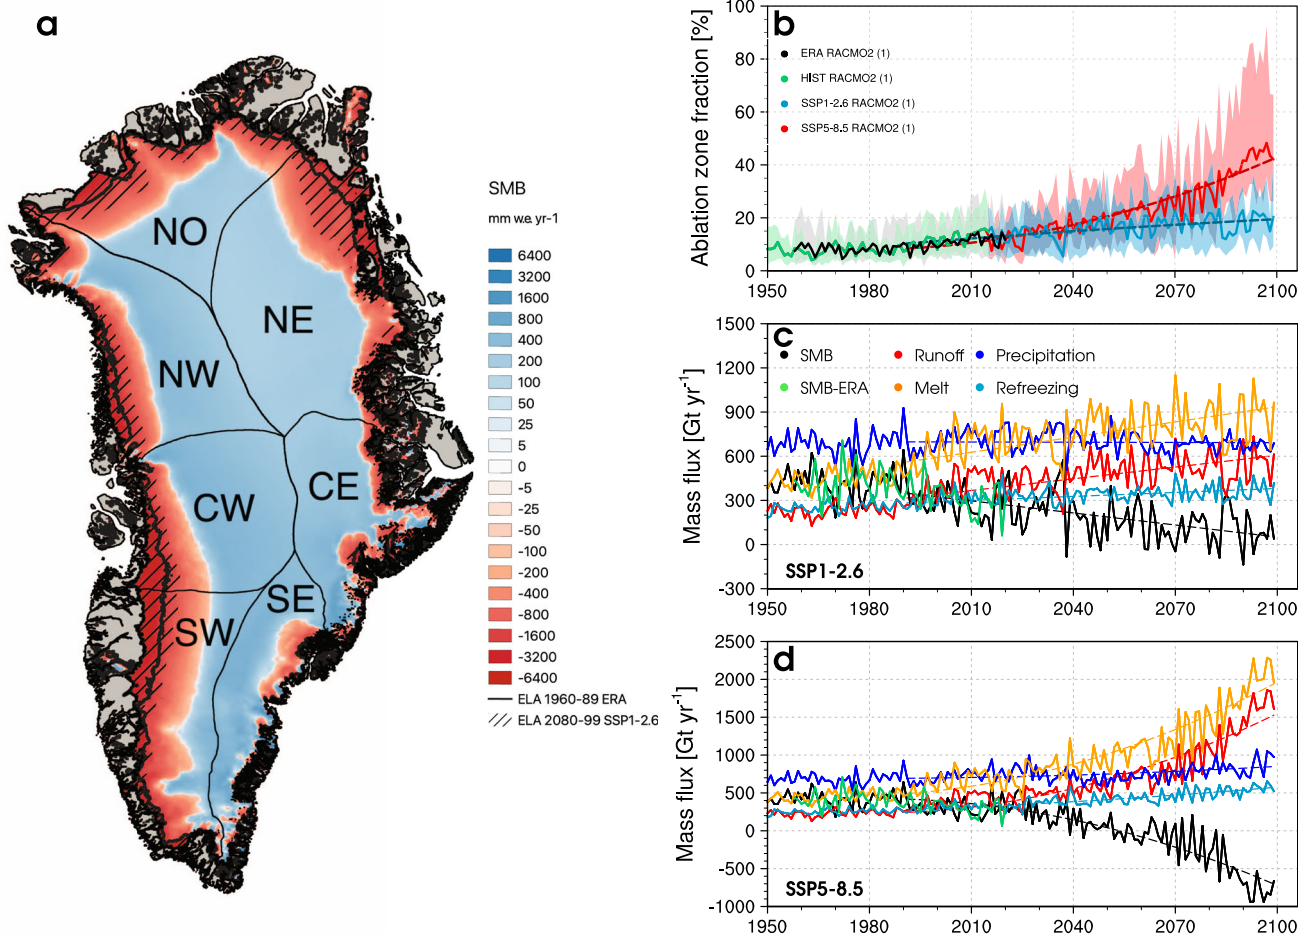 a
NO
NE
NW
CW
CE
SE
SW
SMB
mm w.e. yr-1
6400
3200
1600
800
400
200
100
50
25
5
0
-5
-25
-50
-100
-200
-400
-800
-1600
-3200
-6400
ELA 1960-89 ERA
ELA 2080-99 SSP1-2.6
b
Ablation zone fraction [%]
100
80
60
40
20
0
ERA RACMO2 (1)
HIST RACMO2 (1)
SSP1-2.6 RACMO2 (1)
SSP5-8.5 RACMO2 (1)
1950 1980 2010 2040 2070 2100
c
Mass flux [Gt yr-1]
1500
1200
900
600
300
0
-300
SMB Runoff Precipitation
SMB-ERA Melt Refreezing
SSP1-2.6
1950 1980 2010 2040 2070 2100
d
Mass flux [Gt yr-1]
2500
2000
1500
1000
500
0
-500
-1000
SSP5-8.5
1950 1980 2010 2040 2070 2100